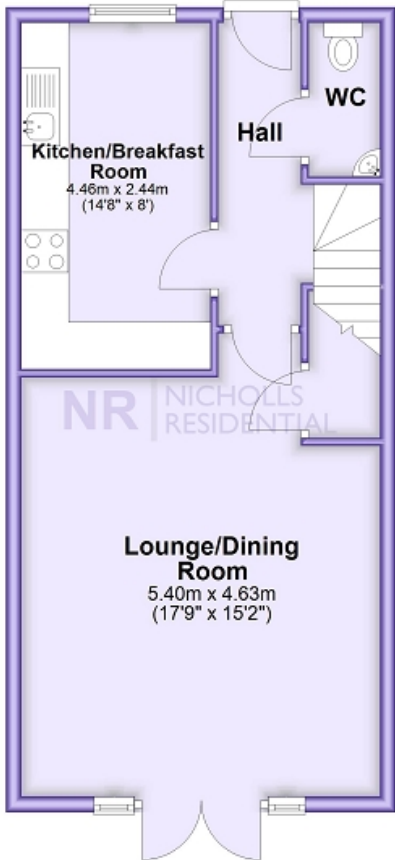 WC
Hall
Kitchen/Breakfast
Room
4.46m x 2.44m
(14'8" x 8')
NR
NICHOLLS
RESIDENTIAL
Lounge/Dining
Room
5.40m x 4.63m
(17'9" x 15'2")